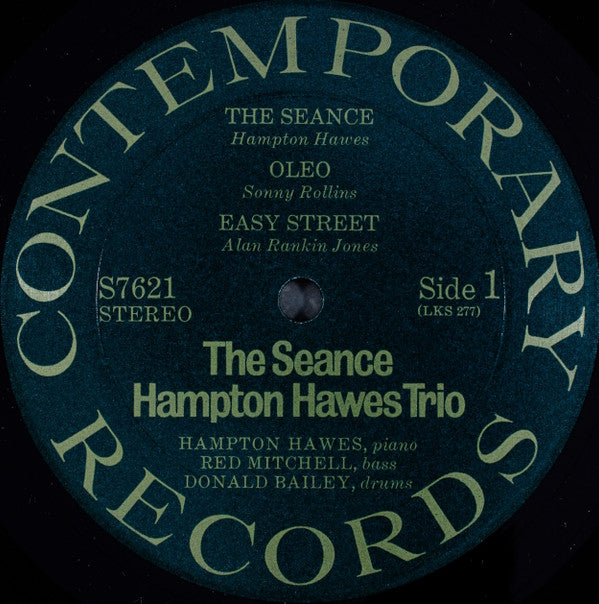 CONTEMPORARY
THE SEANCE
Hampton Hawes
OLEO
Sonny Rollins
EASY STREET
Alan Rankin Jones
S7621
STEREO
Side 1
(LKS 277)
The Seance
Hampton Hawes Trio
HAMPTON HAWES, piano
RED MITCHELL, bass
DONALD BAILEY, drums
RECORDS